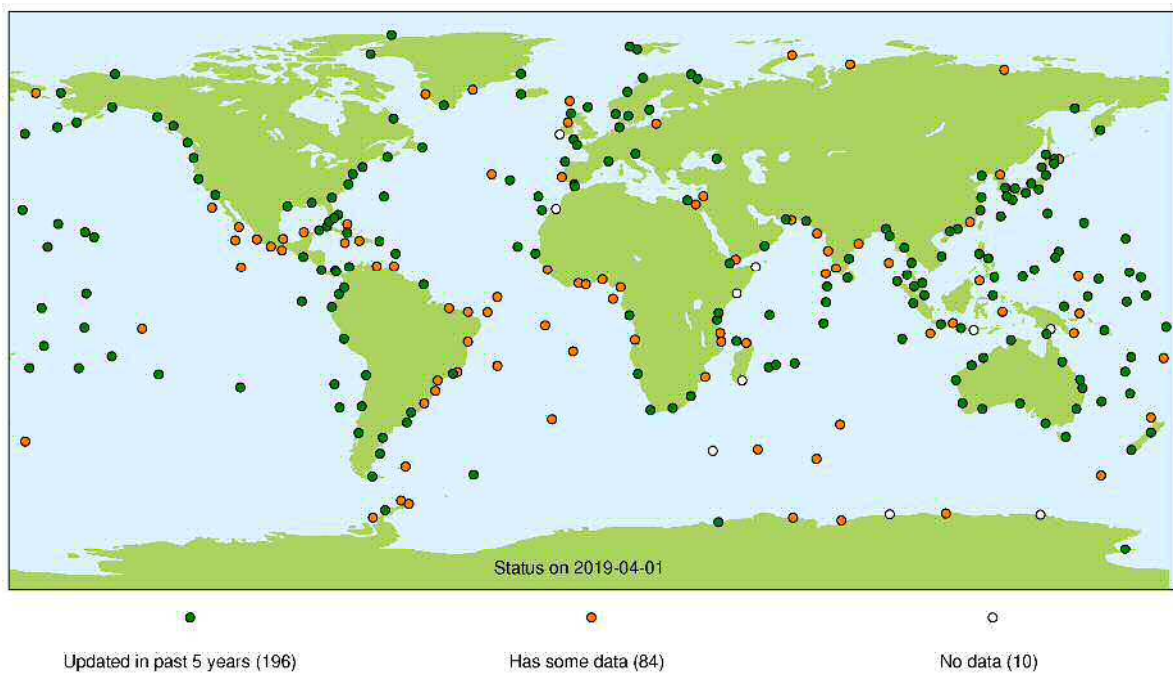 Status on 2019-04-01
Updated in past 5 years (196)
Has some data (84)
No data (10)